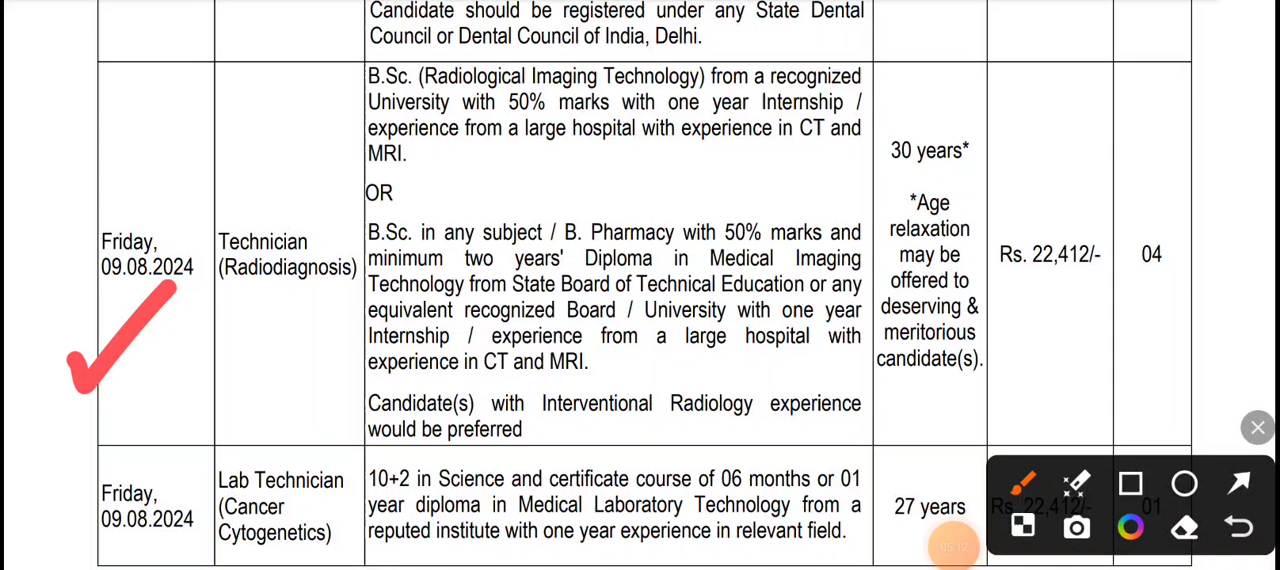 Candidate should be registered under any State Dental
Council or Dental Council of India, Delhi.
Friday,
09.08.2024
Technician
(Radiodiagnosis)
B.Sc. (Radiological Imaging Technology) from a recognized
University with 50% marks with one year Internship /
experience from a large hospital with experience in CT and
MRI.
OR
B.Sc. in any subject / B. Pharmacy with 50% marks and
minimum two years' Diploma in Medical Imaging
Technology from State Board of Technical Education or any
equivalent recognized Board / University with one year
Internship / experience from a large hospital with
experience in CT and MRI.
Candidate(s) with Interventional Radiology experience
would be preferred
30 years*
*Age
relaxation
may be
offered to
deserving &
meritorious
candidate(s).
Rs. 22,412/-
04
Friday,
09.08.2024
Lab Technician
(Cancer
Cytogenetics)
10+2 in Science and certificate course of 06 months or 01
year diploma in Medical Laboratory Technology from a
reputed institute with one year experience in relevant field.
27 years
Rs. 22,412/-
01
05:12